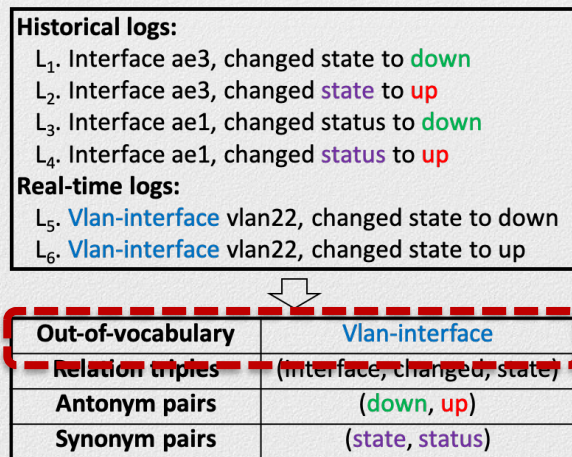 Historical logs:
L₁. Interface ae3, changed state to down
L₂. Interface ae3, changed state to up
L₃. Interface ae1, changed status to down
L₄. Interface ae1, changed status to up
Real-time logs:
L₅. Vlan-interface vlan22, changed state to down
L₆. Vlan-interface vlan22, changed state to up
Out-of-vocabulary Vlan-interface
Relation triples (interface, changed, state)
Antonym pairs (down, up)
Synonym pairs (state, status)